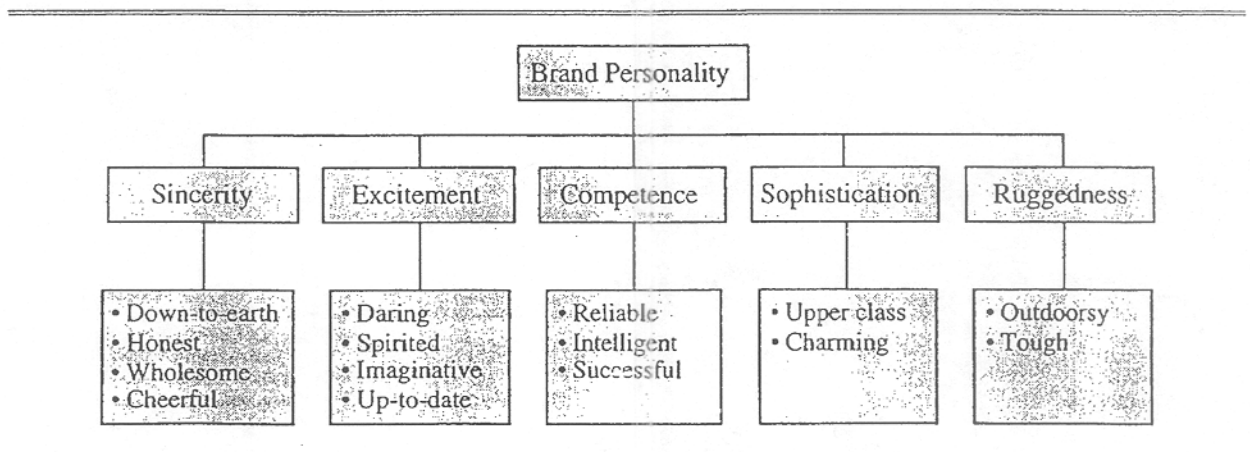 Brand Personality
Sincerity
Excitement
Competence
Sophistication
Ruggedness
• Down-to-earth
• Honest
• Wholesome
• Cheerful
• Daring
• Spirited
• Imaginative
• Up-to-date
• Reliable
• Intelligent
• Successful
• Upper class
• Charming
• Outdoorsy
• Tough